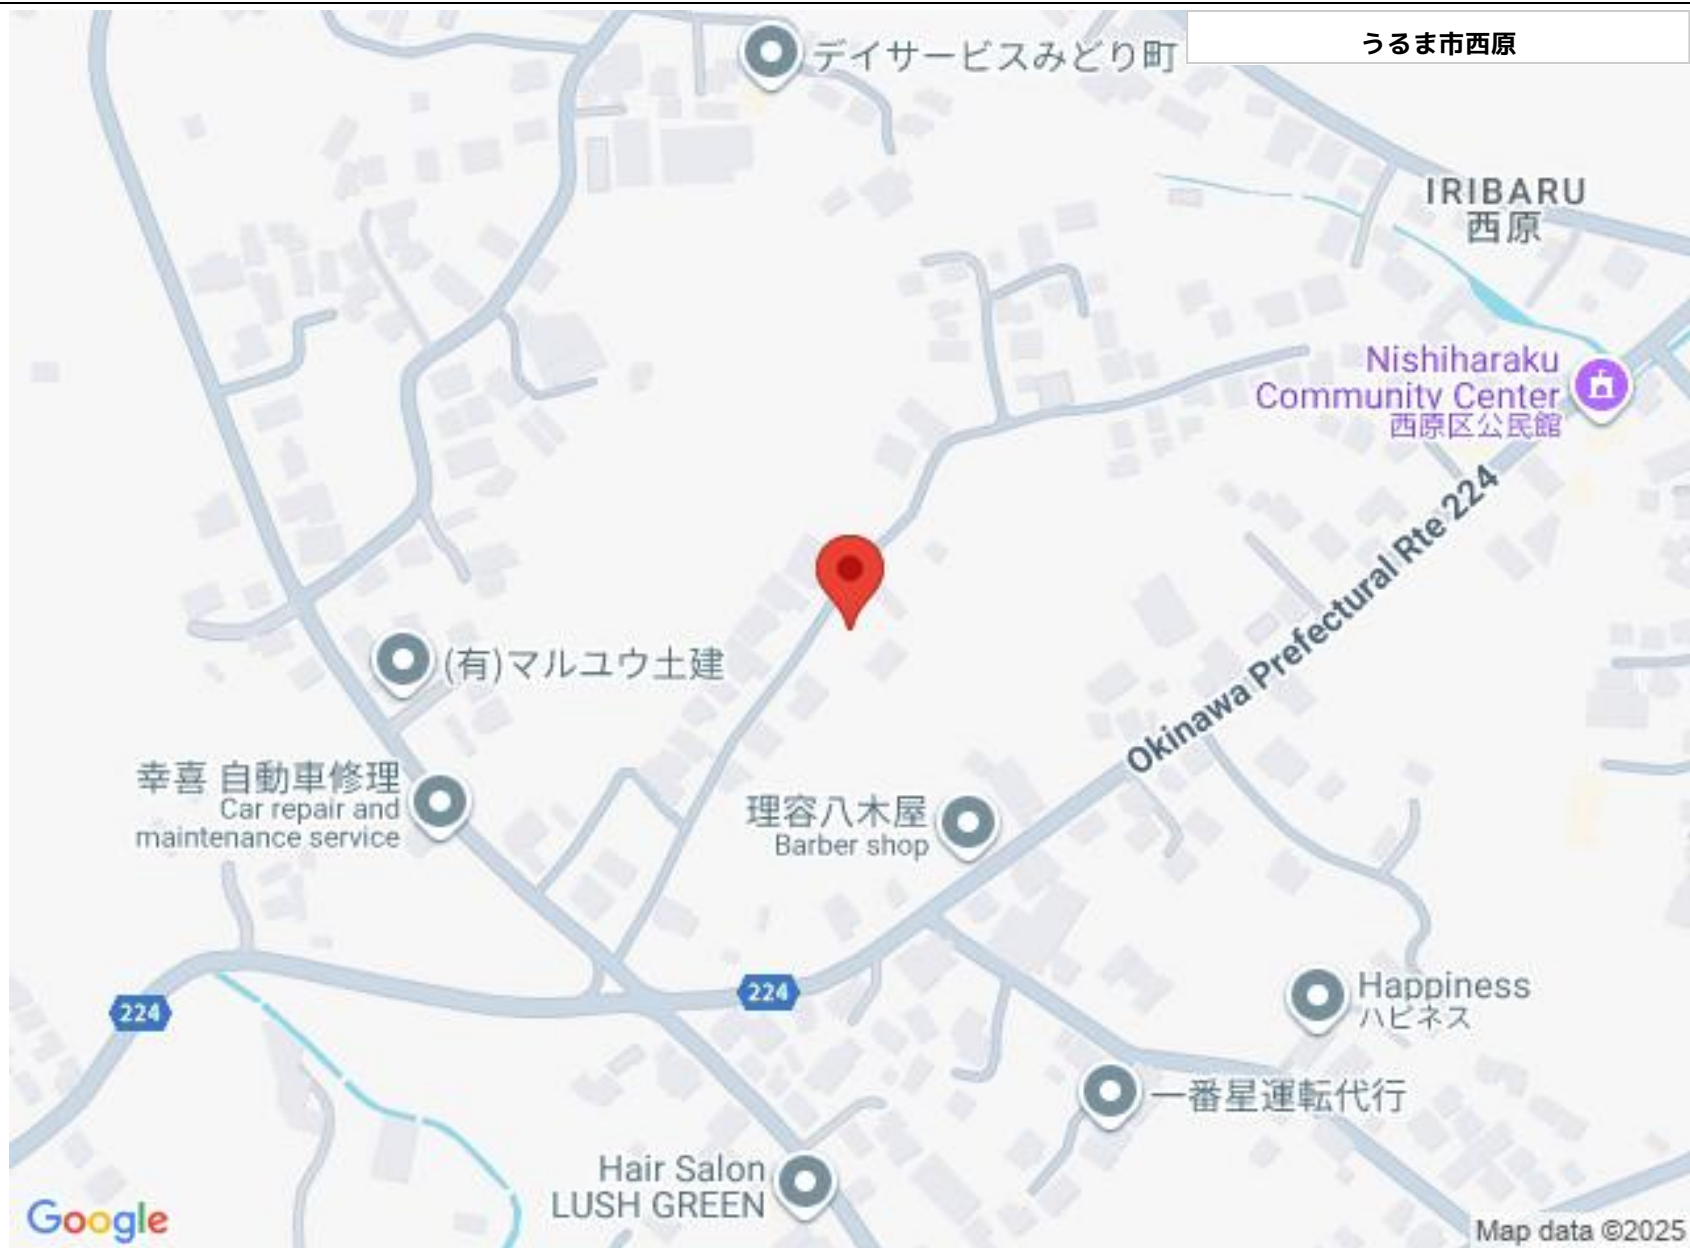 うるま市西原
デイサービスみどり町
IRIBARU
西原
Nishiharaku
Community Center
西原区公民館
Okinawa Prefectural Rte 224
(有)マルユウ土建
幸喜 自動車修理
Car repair and
maintenance service
理容八木屋
Barber shop
224
224
Happiness
ハピネス
一番星運転代行
Hair Salon
LUSH GREEN
Google
Map data ©2025